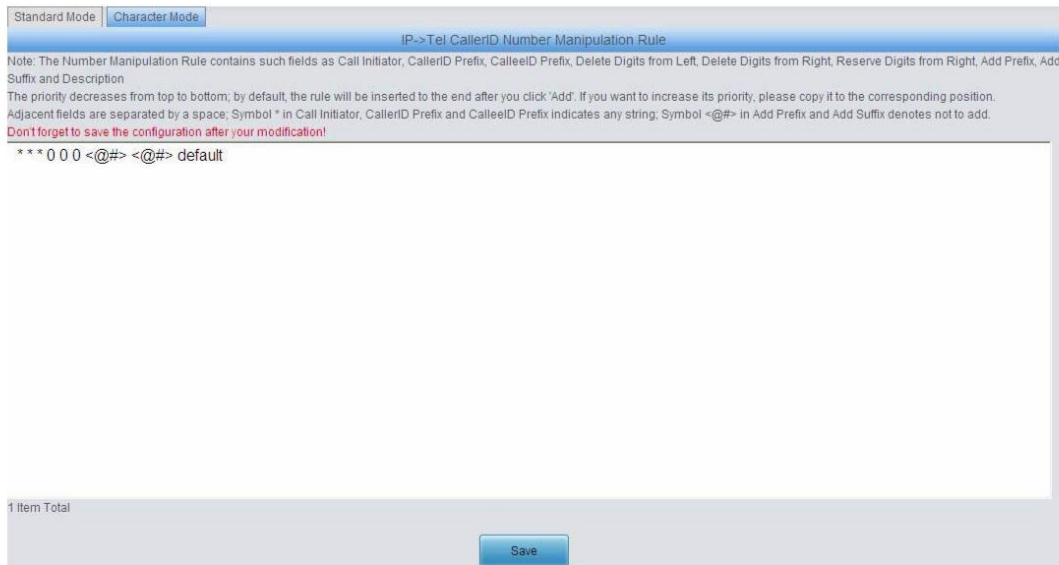 Standard Mode Character Mode
IP->Tel CallerID Number Manipulation Rule
Note: The Number Manipulation Rule contains such fields as Call Initiator, CallerID Prefix, CalleeID Prefix, Delete Digits from Left, Delete Digits from Right, Reserve Digits from Right, Add Prefix, Add
Suffix and Description
The priority decreases from top to bottom; by default, the rule will be inserted to the end after you click 'Add'. If you want to increase its priority, please copy it to the corresponding position.
Adjacent fields are separated by a space; Symbol * in Call Initiator, CallerID Prefix and CalleeID Prefix indicates any string; Symbol <@#> in Add Prefix and Add Suffix denotes not to add.
Don't forget to save the configuration after your modification!
* * * 0 0 0 <@#> <@#> default
1 Item Total
Save